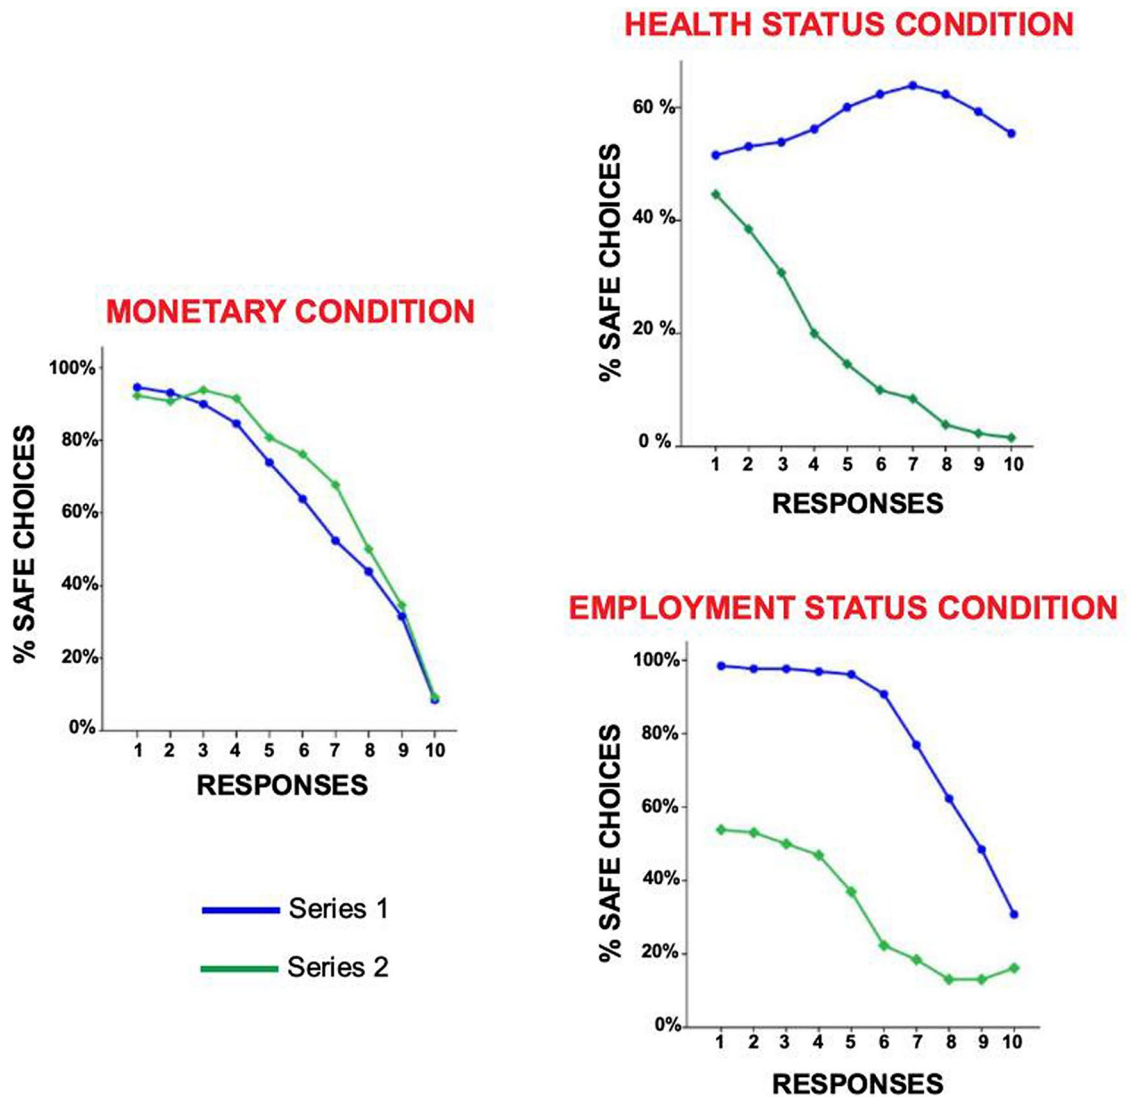 HEALTH STATUS CONDITION
% SAFE CHOICES
60 %
40 %
20 %
0 %
1 2 3 4 5 6 7 8 9 10
RESPONSES
MONETARY CONDITION
% SAFE CHOICES
100%
80%
60%
40%
20%
0%
1 2 3 4 5 6 7 8 9 10
RESPONSES
Series 1
Series 2
EMPLOYMENT STATUS CONDITION
% SAFE CHOICES
100%
80%
60%
40%
20%
0%
1 2 3 4 5 6 7 8 9 10
RESPONSES